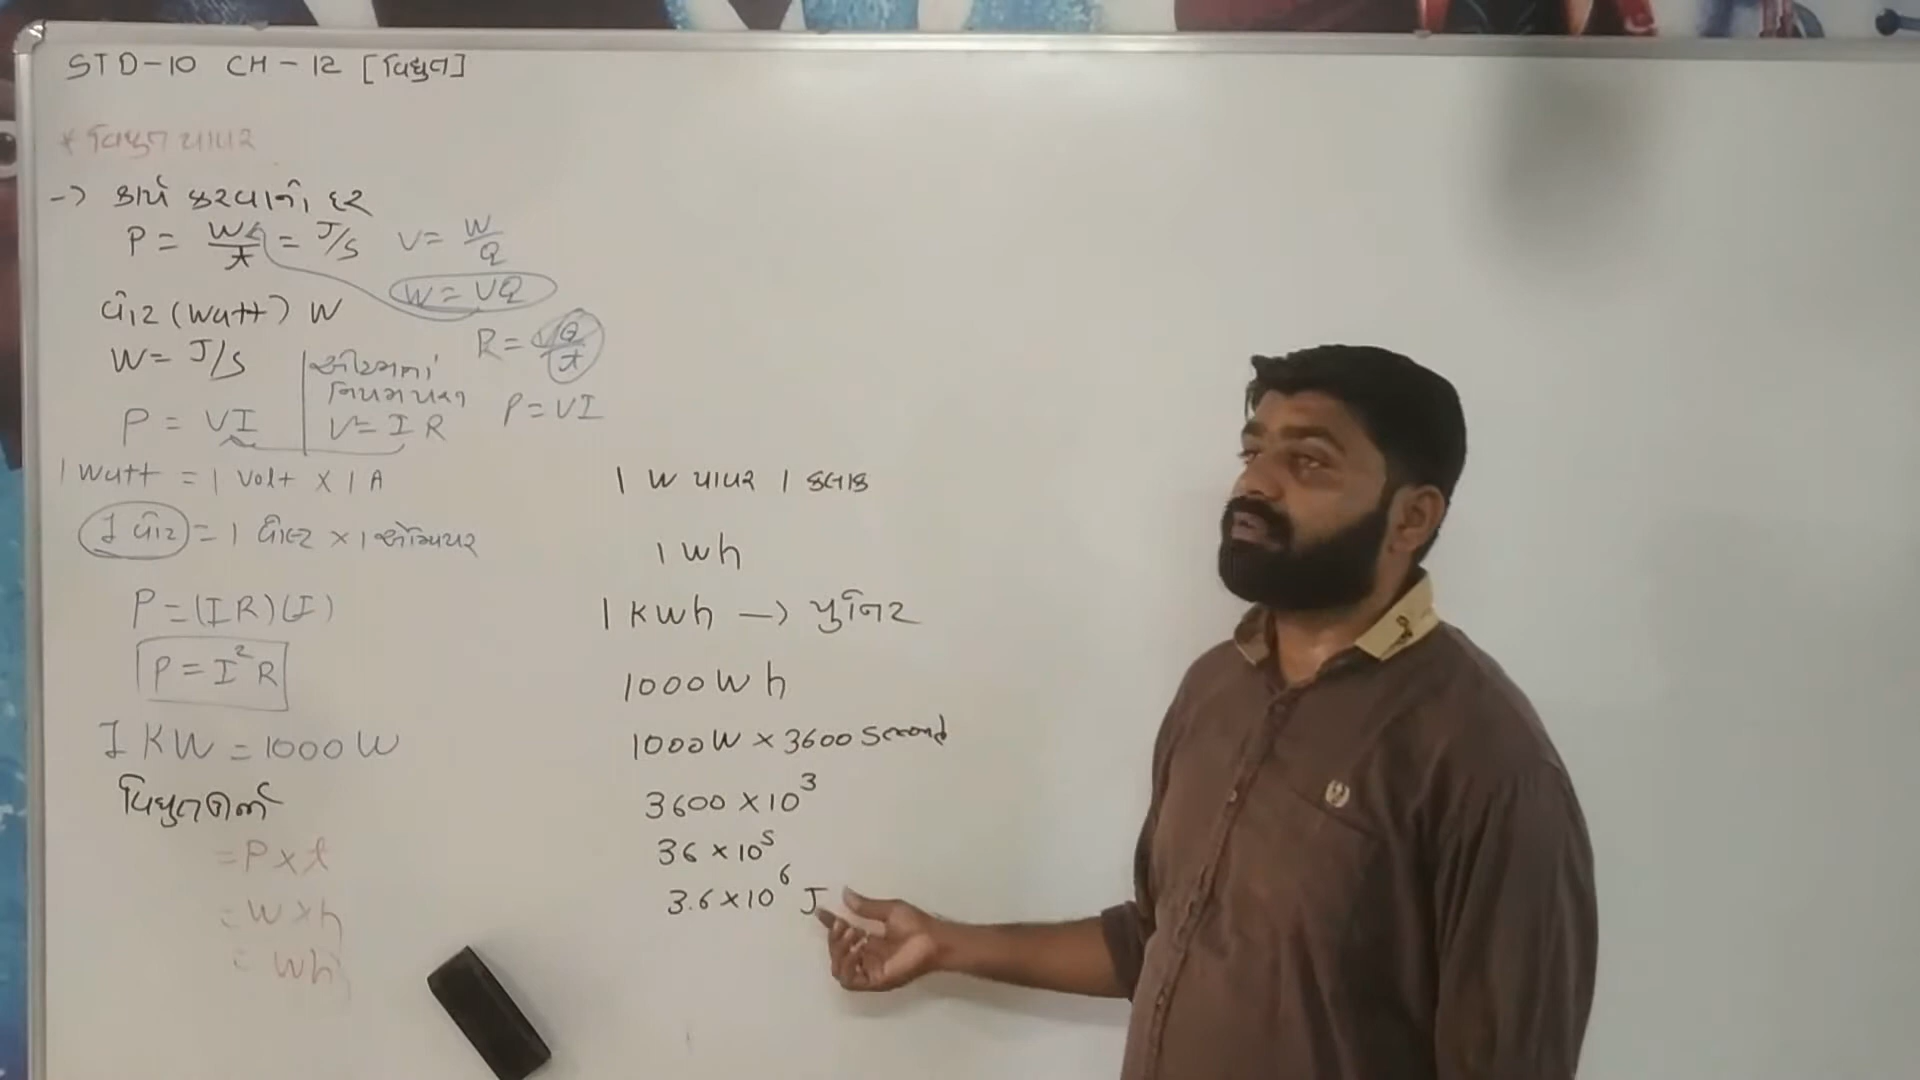 STD-10 CH-12 [વિદ્યુત]
* વિદ્યુત પાવર
-> કાર્ય કરવાનો દર
P = W/t = J/s V = W/Q
W = VQ
વોટ (Watt) W
R = VQ/t
W = J/s
ઓહમના
નિયમ પરથી
P = VI V = IR P = VI
1 Watt = 1 Volt × 1 A
1 વોટ = 1 વોલ્ટ × 1 એમ્પિયર
P = (IR)(I)
P = I²R
1 KW = 1000 W
વિદ્યુતઊર્જા
= P × t
= W × h
= Wh
1 W પાવર 1 કલાક
1 Wh
1 KWh -> યુનિટ
1000 W h
1000 W × 3600 Second
3600 × 10³
36 × 10⁵
3.6 × 10⁶ J